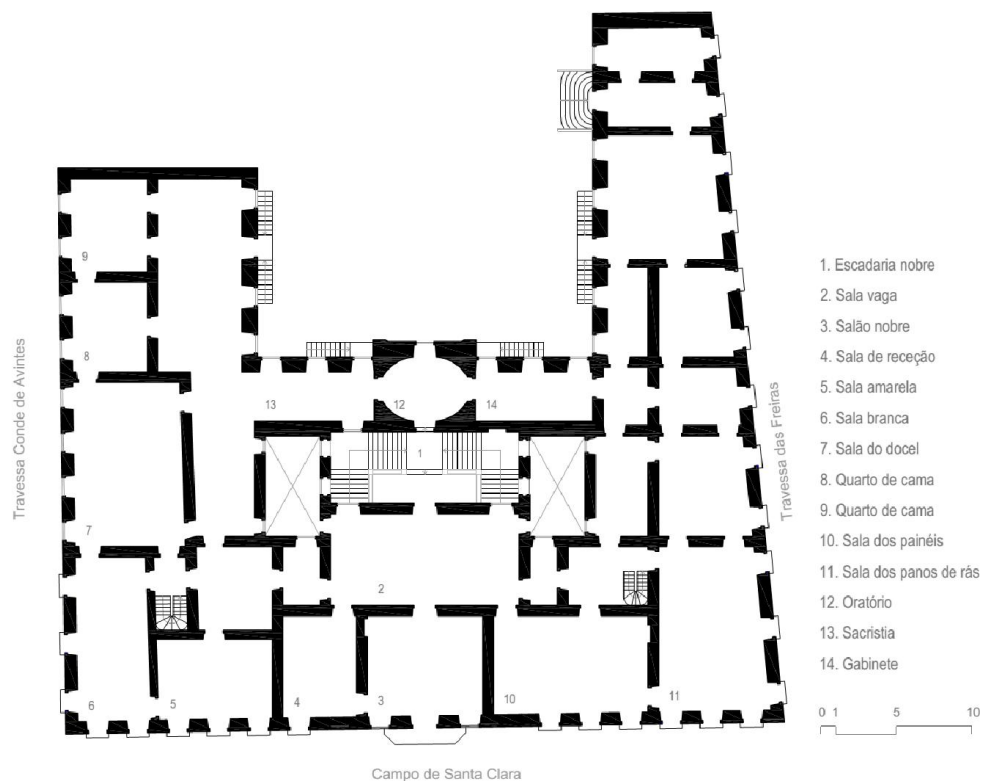 9
8
7
6
5
4
3
10
11
2
1
13
12
14
Travessa Conde de Avintes
Travessa das Freiras
Campo de Santa Clara
1. Escadaria nobre
2. Sala vaga
3. Salão nobre
4. Sala de receção
5. Sala amarela
6. Sala branca
7. Sala do docel
8. Quarto de cama
9. Quarto de cama
10. Sala dos painéis
11. Sala dos panos de rás
12. Oratório
13. Sacristia
14. Gabinete
0 1 5 10